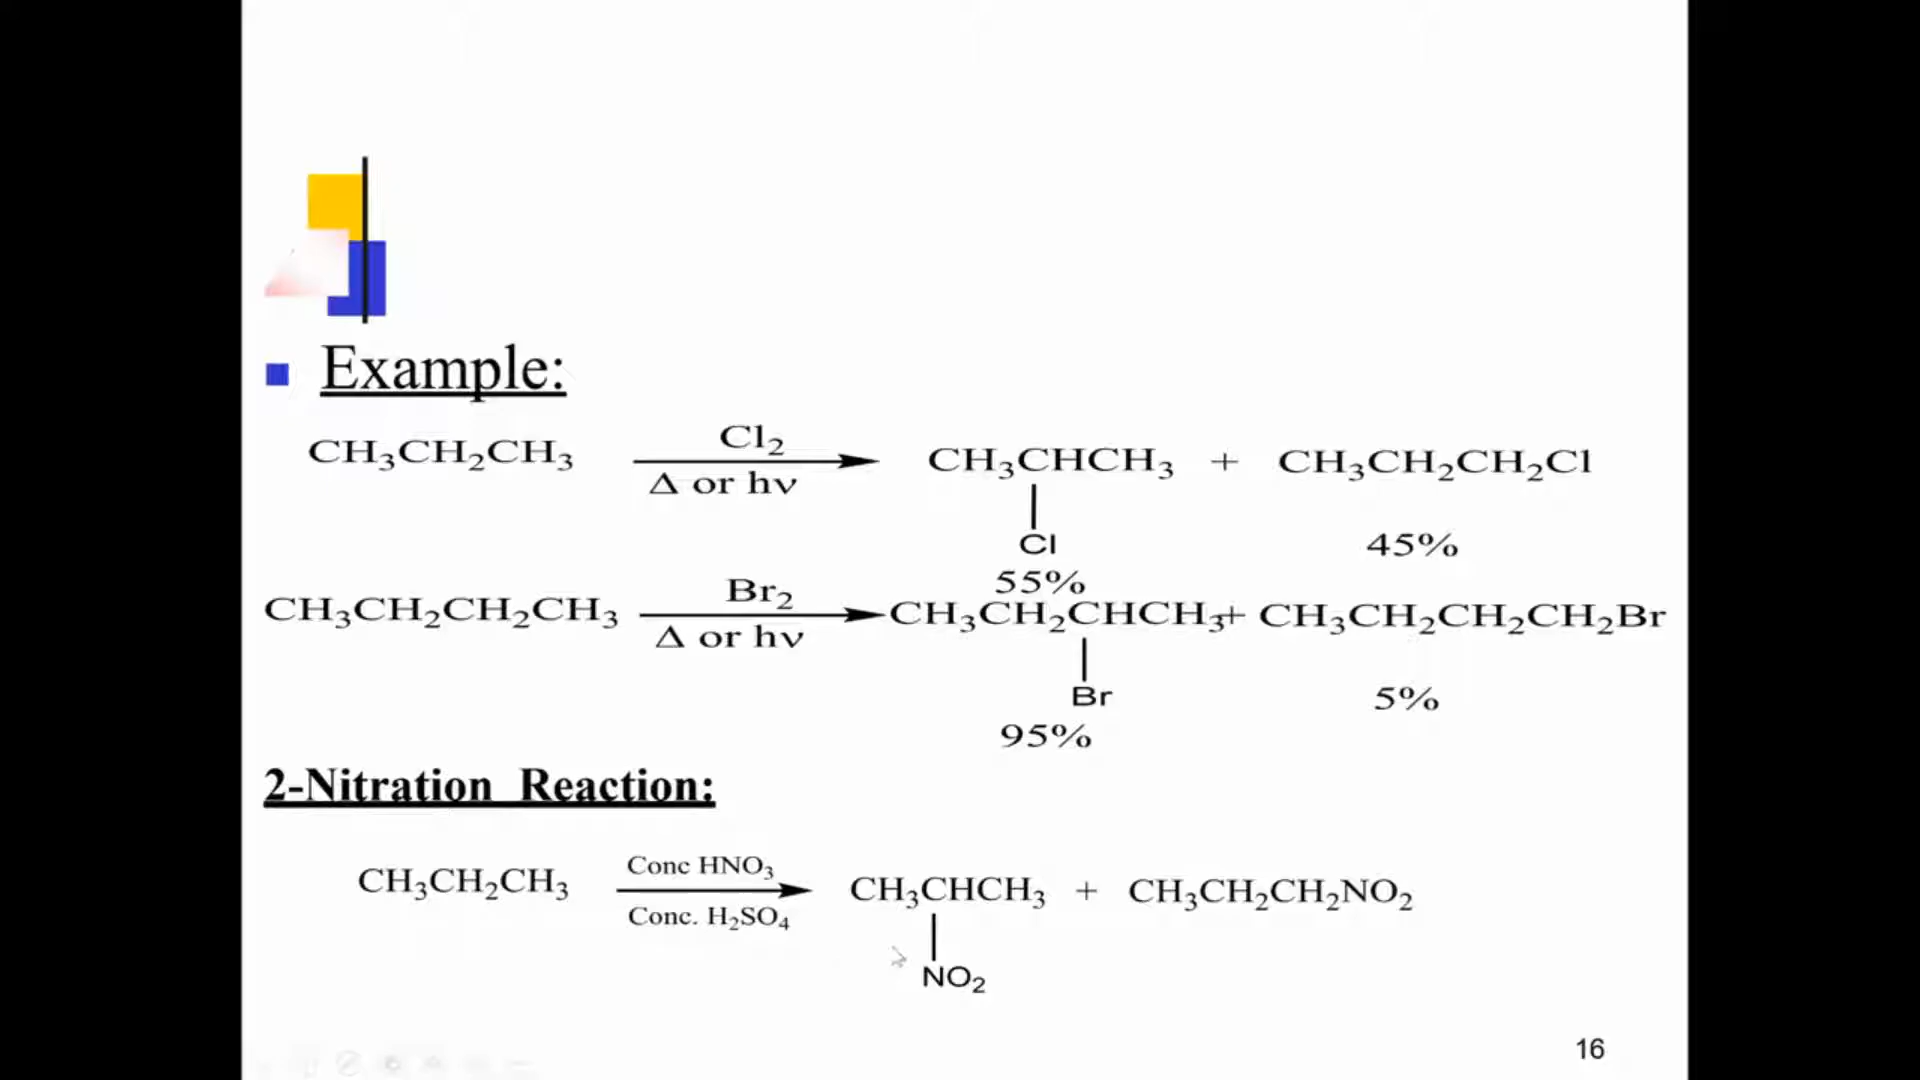 Example:
CH3CH2CH3 Cl2 Δ or hν CH3CHCH3 + CH3CH2CH2Cl
Cl 45%
55%
CH3CH2CH2CH3 Br2 Δ or hν CH3CH2CHCH3 + CH3CH2CH2CH2Br
Br 5%
95%
2-Nitration Reaction:
CH3CH2CH3 Conc HNO3 Conc. H2SO4 CH3CHCH3 + CH3CH2CH2NO2
NO2
16